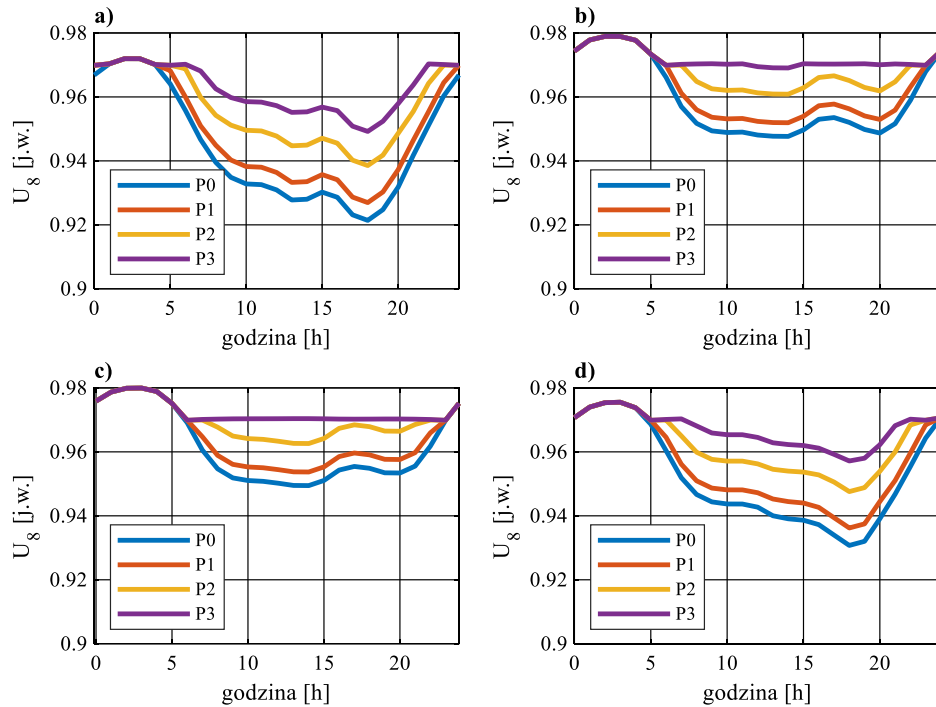 a)
0.98
0.96
0.94
0.92
0.9
U8 [j.w.]
P0
P1
P2
P3
0 5 10 15 20
godzina [h]
b)
0.98
0.96
0.94
0.92
0.9
U8 [j.w.]
P0
P1
P2
P3
0 5 10 15 20
godzina [h]
c)
0.98
0.96
0.94
0.92
0.9
U8 [j.w.]
P0
P1
P2
P3
0 5 10 15 20
godzina [h]
d)
0.98
0.96
0.94
0.92
0.9
U8 [j.w.]
P0
P1
P2
P3
0 5 10 15 20
godzina [h]